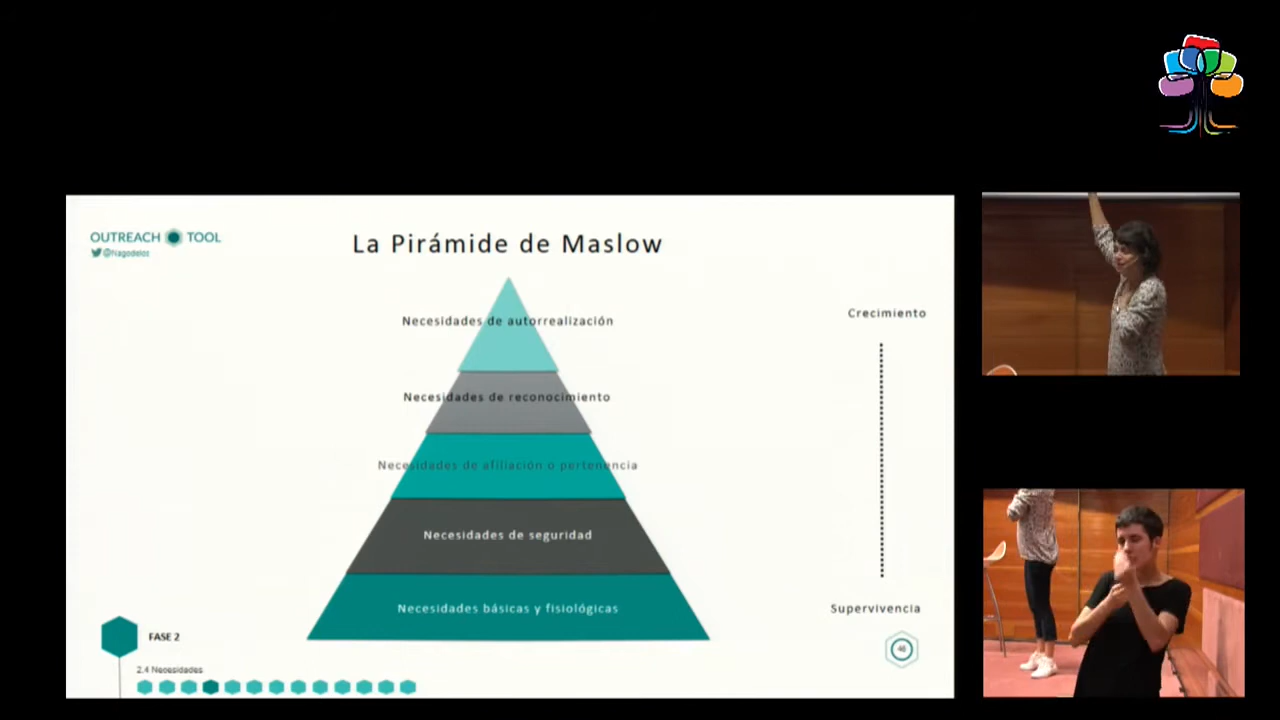 OUTREACH TOOL
@Nagodelos
La Pirámide de Maslow
Necesidades de autorrealización
Necesidades de reconocimiento
Necesidades de afiliación o pertenencia
Necesidades de seguridad
Necesidades básicas y fisiológicas
Crecimiento
Supervivencia
FASE 2
2.4 Necesidades